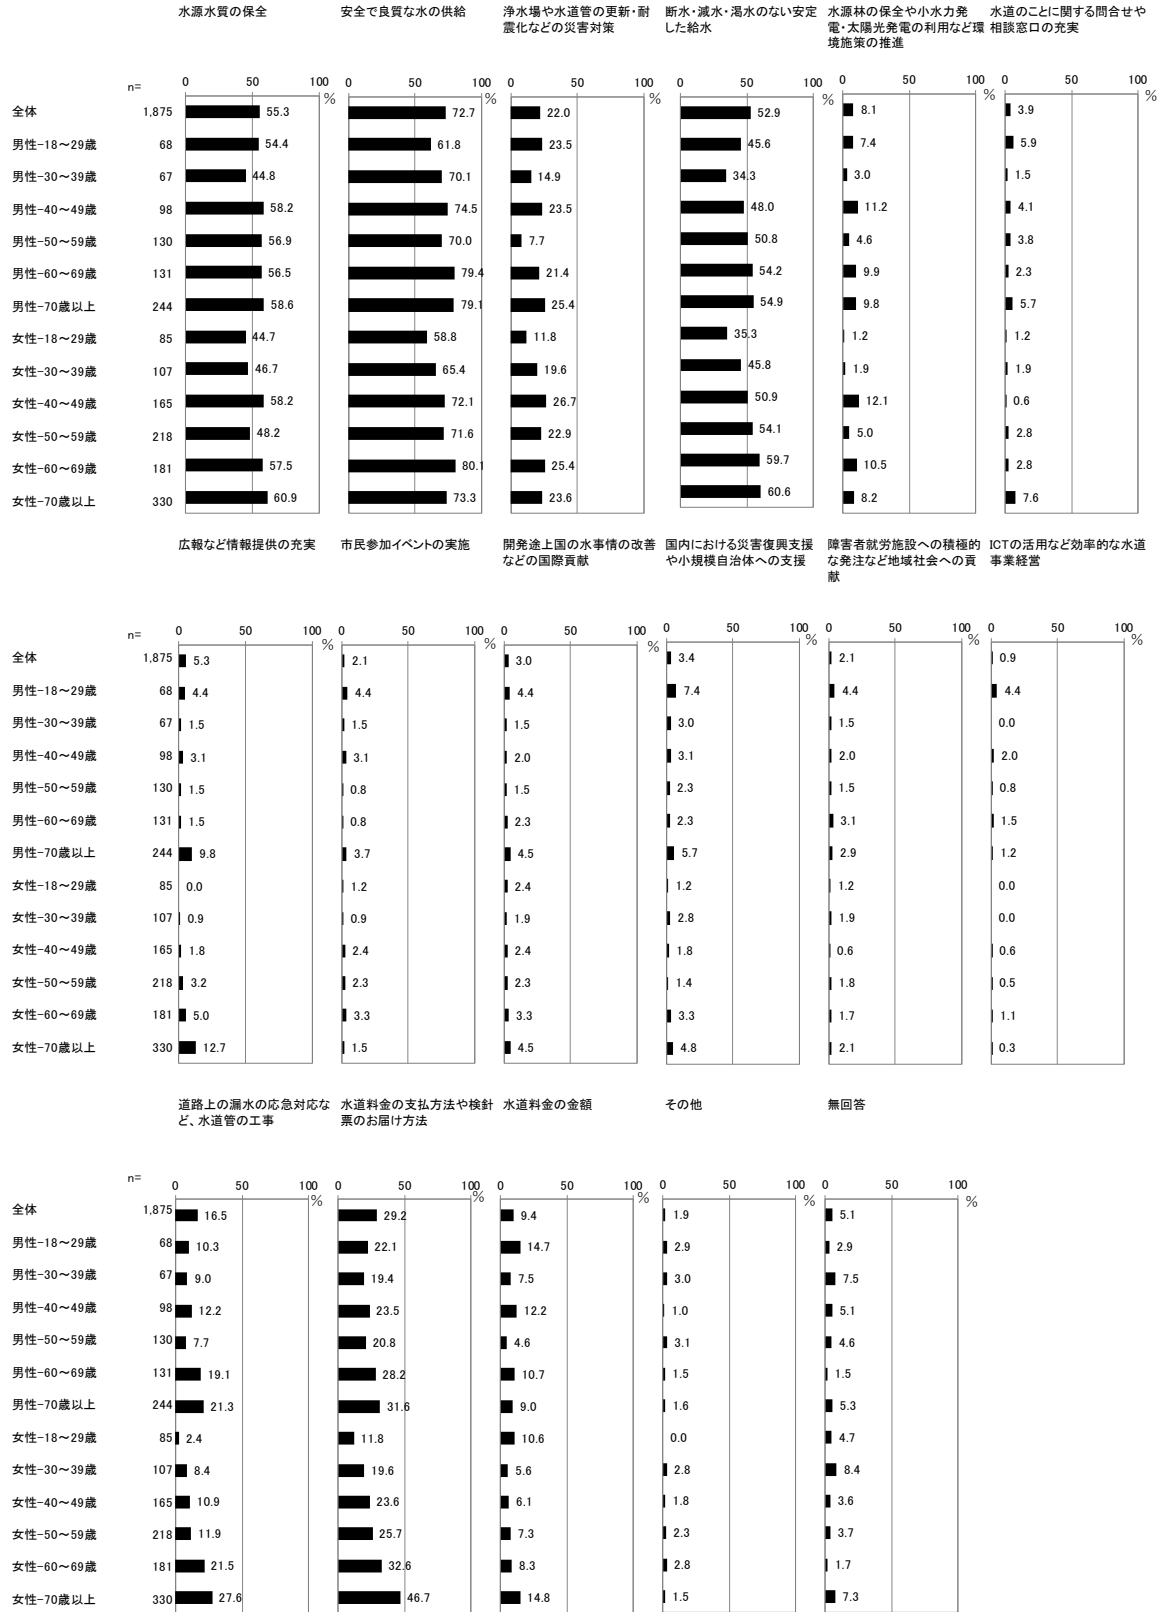 水源水質の保全 安全で良質な水の供給 浄水場や水道管の更新・耐 断水・減水・渇水のない安定 水源林の保全や小水力発 水道のことに関する問合せや
震化などの災害対策 した給水 電・太陽光発電の利用など環 相談窓口の充実
境施策の推進
n= 0 50 100 % 0 50 100 % 0 50 100 % 0 50 100 % 0 50 100 % 0 50 100 %
全体 1,875 55.3 72.7 22.0 52.9 8.1 3.9
男性-18～29歳 68 54.4 61.8 23.5 45.6 7.4 5.9
男性-30～39歳 67 44.8 70.1 14.9 34.3 3.0 1.5
男性-40～49歳 98 58.2 74.5 23.5 48.0 11.2 4.1
男性-50～59歳 130 56.9 70.0 7.7 50.8 4.6 3.8
男性-60～69歳 131 56.5 79.4 21.4 54.2 9.9 2.3
男性-70歳以上 244 58.6 79.1 25.4 54.9 9.8 5.7
女性-18～29歳 85 44.7 58.8 11.8 35.3 1.2 1.2
女性-30～39歳 107 46.7 65.4 19.6 45.8 1.9 1.9
女性-40～49歳 165 58.2 72.1 26.7 50.9 12.1 0.6
女性-50～59歳 218 48.2 71.6 22.9 54.1 5.0 2.8
女性-60～69歳 181 57.5 80.1 25.4 59.7 10.5 2.8
女性-70歳以上 330 60.9 73.3 23.6 60.6 8.2 7.6
広報など情報提供の充実 市民参加イベントの実施 開発途上国の水事情の改善 国内における災害復興支援 障害者就労施設への積極的 ICTの活用など効率的な水道
などの国際貢献 や小規模自治体への支援 な発注など地域社会への貢 事業経営
献
n= 0 50 100 % 0 50 100 % 0 50 100 % 0 50 100 % 0 50 100 % 0 50 100 %
全体 1,875 5.3 2.1 3.0 3.4 2.1 0.9
男性-18～29歳 68 4.4 4.4 4.4 7.4 4.4 4.4
男性-30～39歳 67 1.5 1.5 1.5 3.0 1.5 0.0
男性-40～49歳 98 3.1 3.1 2.0 3.1 2.0 2.0
男性-50～59歳 130 1.5 0.8 1.5 2.3 1.5 0.8
男性-60～69歳 131 1.5 0.8 2.3 2.3 3.1 1.5
男性-70歳以上 244 9.8 3.7 4.5 5.7 2.9 1.2
女性-18～29歳 85 0.0 1.2 2.4 1.2 1.2 0.0
女性-30～39歳 107 0.9 0.9 1.9 2.8 1.9 0.0
女性-40～49歳 165 1.8 2.4 2.4 1.8 0.6 0.6
女性-50～59歳 218 3.2 2.3 2.3 1.4 1.8 0.5
女性-60～69歳 181 5.0 3.3 3.3 3.3 1.7 1.1
女性-70歳以上 330 12.7 1.5 4.5 4.8 2.1 0.3
道路上の漏水の応急対応な 水道料金の支払方法や検針 水道料金の金額 その他 無回答
ど、水道管の工事 票のお届け方法
n= 0 50 100 % 0 50 100 % 0 50 100 % 0 50 100 % 0 50 100 %
全体 1,875 16.5 29.2 9.4 1.9 5.1
男性-18～29歳 68 10.3 22.1 14.7 2.9 2.9
男性-30～39歳 67 9.0 19.4 7.5 3.0 7.5
男性-40～49歳 98 12.2 23.5 12.2 1.0 5.1
男性-50～59歳 130 7.7 20.8 4.6 3.1 4.6
男性-60～69歳 131 19.1 28.2 10.7 1.5 1.5
男性-70歳以上 244 21.3 31.6 9.0 1.6 5.3
女性-18～29歳 85 2.4 11.8 10.6 0.0 4.7
女性-30～39歳 107 8.4 19.6 5.6 2.8 8.4
女性-40～49歳 165 10.9 23.6 6.1 1.8 3.6
女性-50～59歳 218 11.9 25.7 7.3 2.3 3.7
女性-60～69歳 181 21.5 32.6 8.3 2.8 1.7
女性-70歳以上 330 27.6 46.7 14.8 1.5 7.3